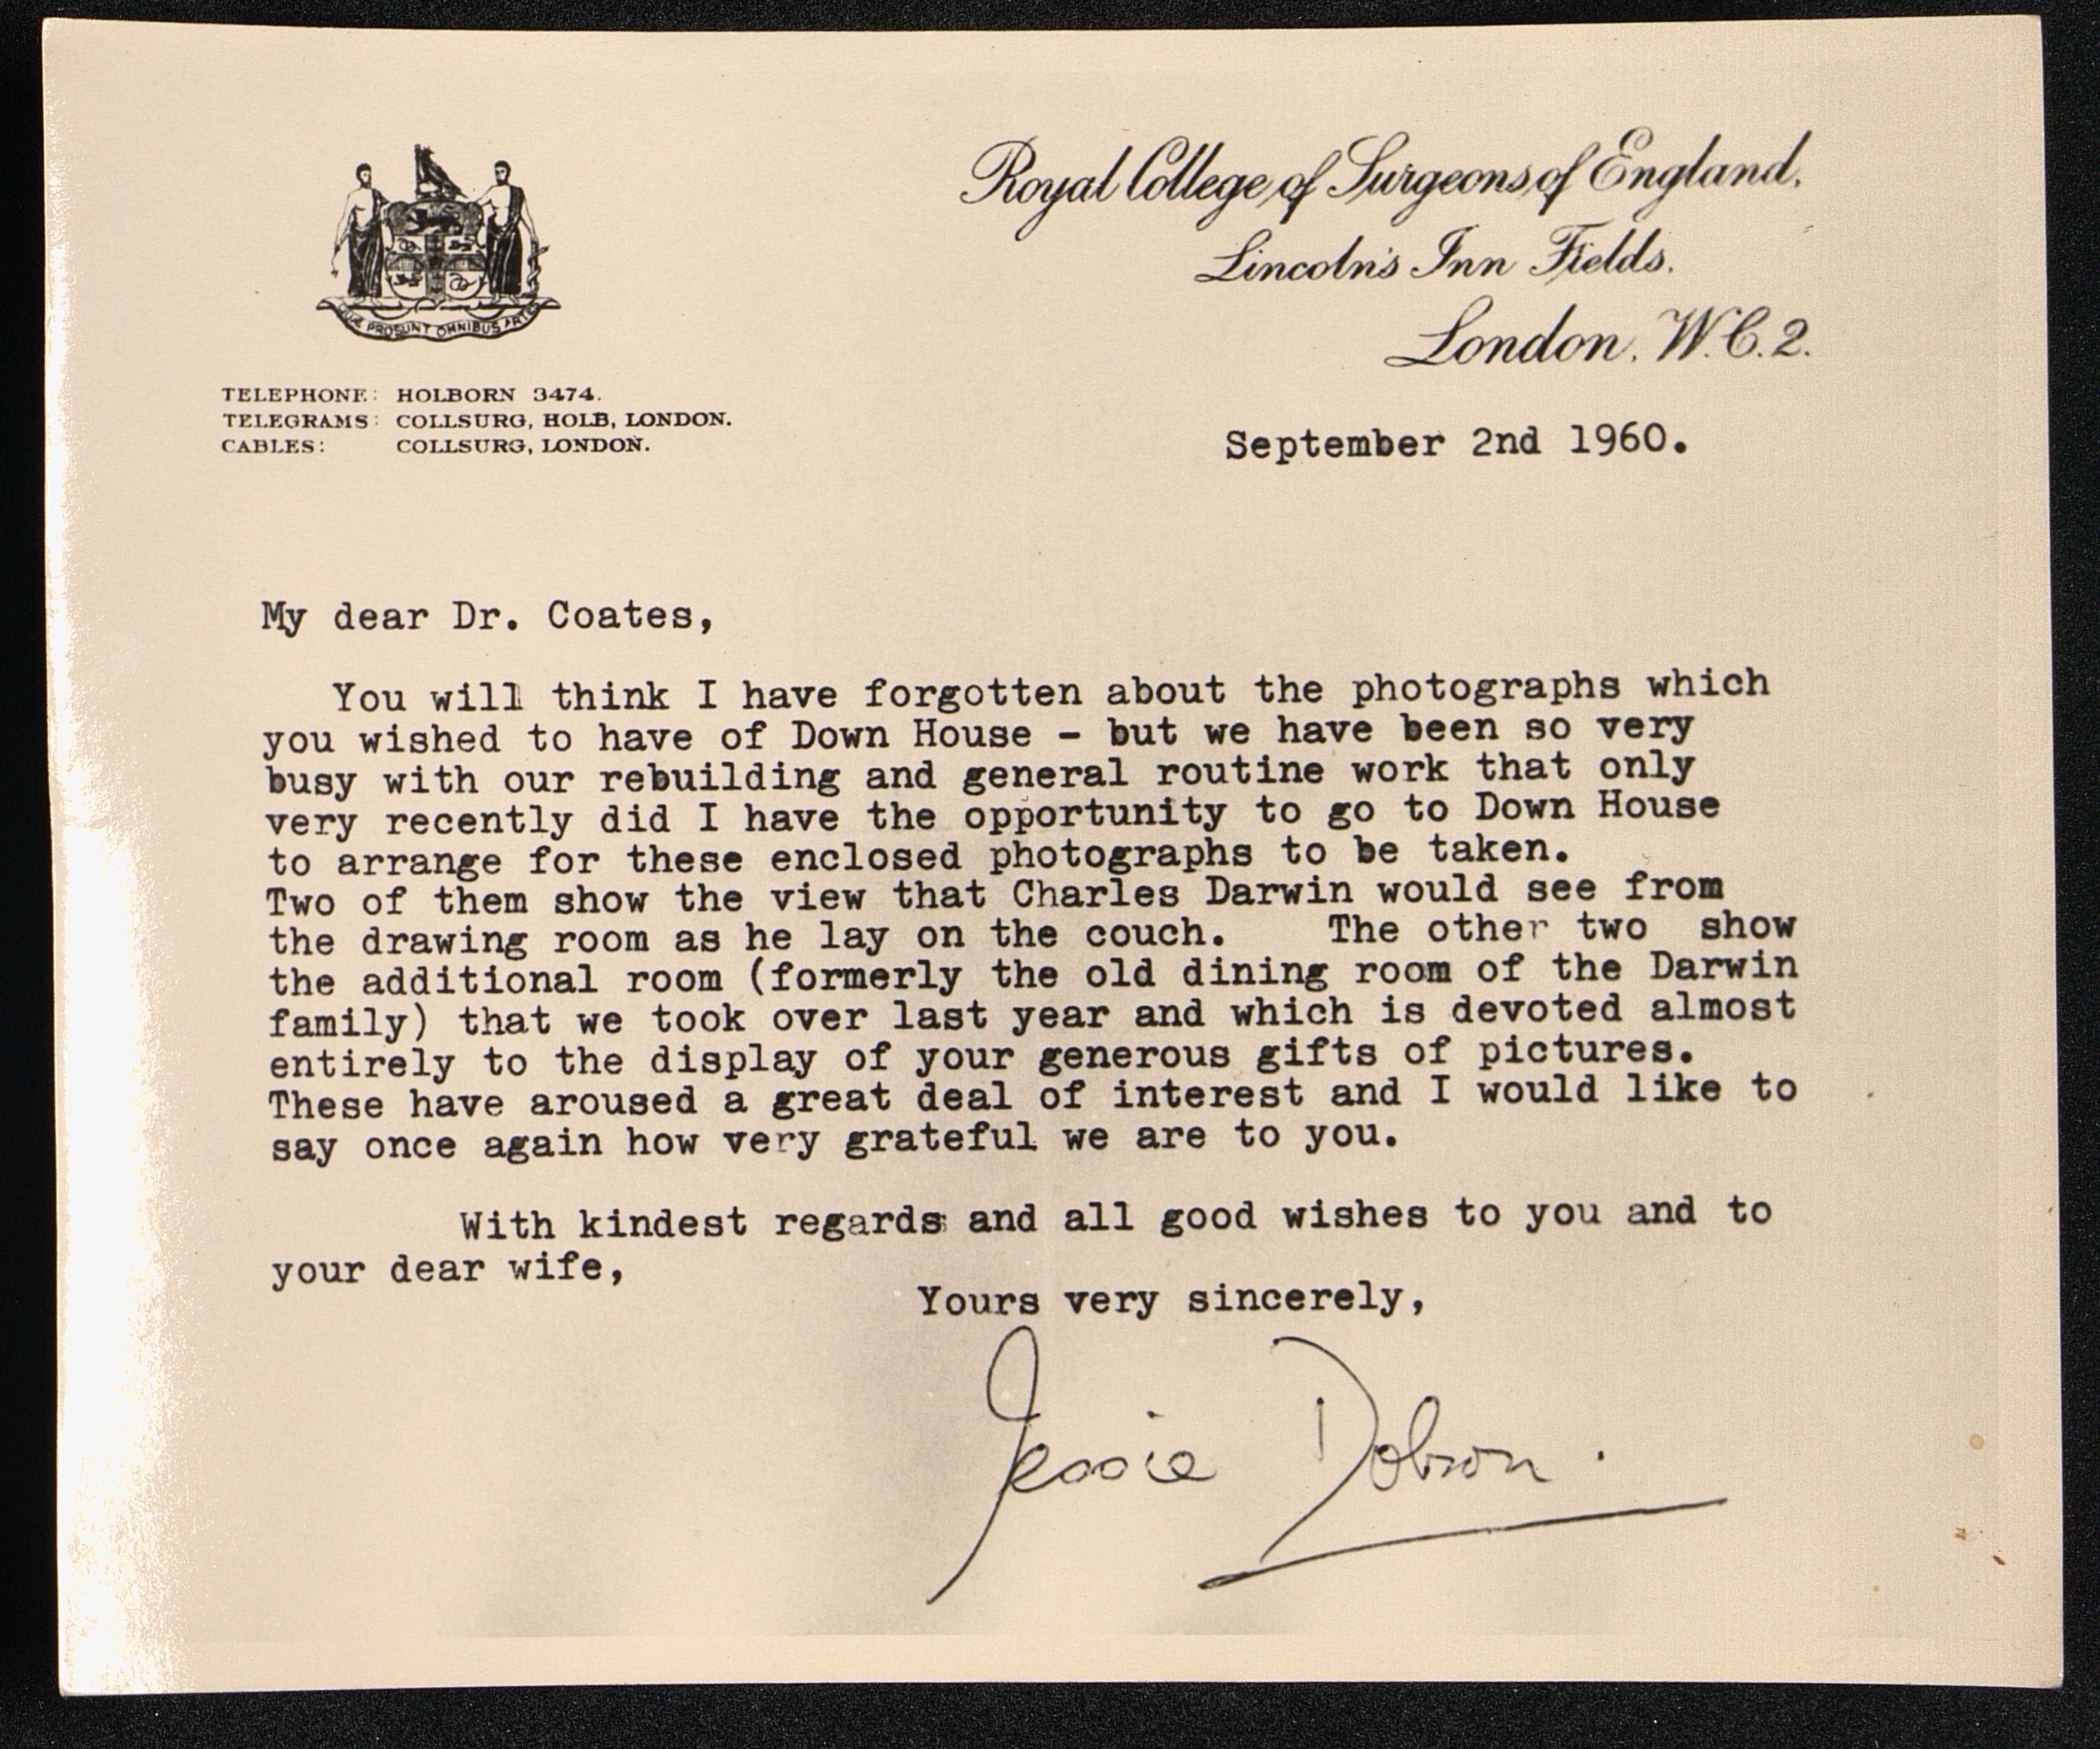 Royal College of Surgeons of England,
Lincoln's Inn Fields,
London, W.C.2.
PROSUNT OMNIBUS ARTES
TELEPHONE: HOLBORN 3474.
TELEGRAMS: COLLSURG, HOLB, LONDON.
CABLES: COLLSURG, LONDON.
September 2nd 1960.
My dear Dr. Coates,
You will think I have forgotten about the photographs which
you wished to have of Down House - but we have been so very
busy with our rebuilding and general routine work that only
very recently did I have the opportunity to go to Down House
to arrange for these enclosed photographs to be taken.
Two of them show the view that Charles Darwin would see from
the drawing room as he lay on the couch. The other two show
the additional room (formerly the old dining room of the Darwin
family) that we took over last year and which is devoted almost
entirely to the display of your generous gifts of pictures.
These have aroused a great deal of interest and I would like to
say once again how very grateful we are to you.
With kindest regards and all good wishes to you and to
your dear wife,
Yours very sincerely,
Jessie Dobson.